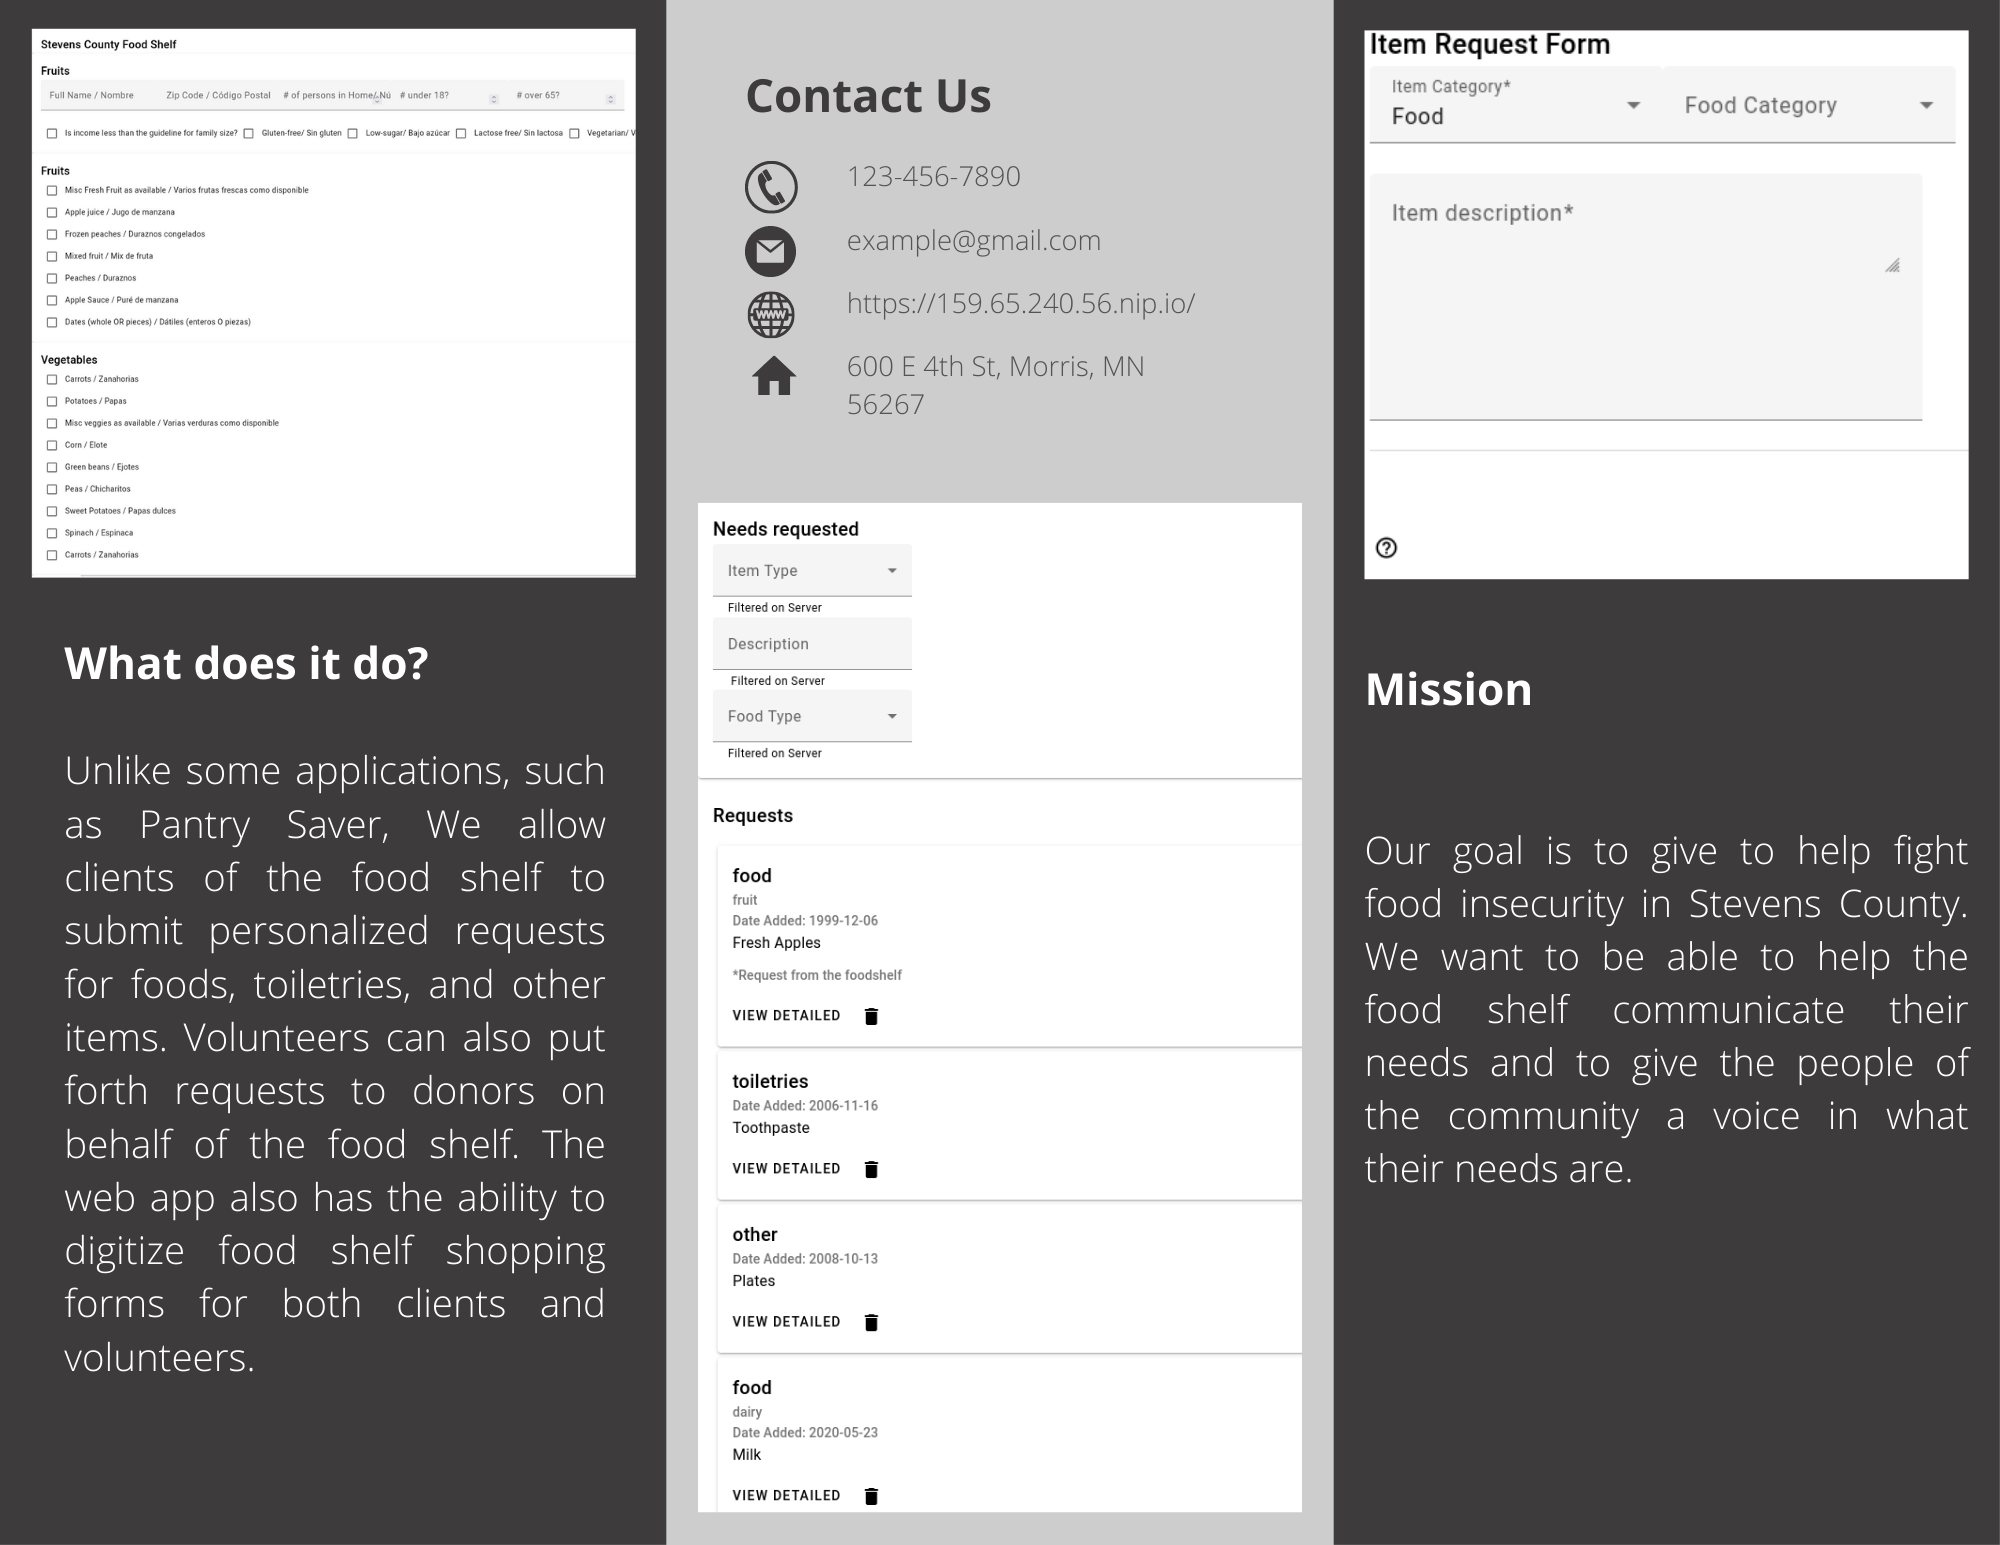 Stevens County Food Shelf
Fruits
Full Name / Nombre Zip Code / Código Postal # of persons in Home/ Nú # under 18? # over 65?
Is income less than the guideline for family size? Gluten-free/ Sin gluten Low-sugar/ Bajo azúcar Lactose free/ Sin lactosa Vegetarian/ V
Fruits
Misc Fresh Fruit as available / Varios frutas frescas como disponible
Apple juice / Jugo de manzana
Frozen peaches / Duraznos congelados
Mixed fruit / Mix de fruta
Peaches / Duraznos
Apple Sauce / Puré de manzana
Dates (whole OR pieces) / Dátiles (enteros O piezas)
Vegetables
Carrots / Zanahorias
Potatoes / Papas
Misc veggies as available / Varias verduras como disponible
Corn / Elote
Green beans / Ejotes
Peas / Chicharitos
Sweet Potatoes / Papas dulces
Spinach / Espinaca
Carrots / Zanahorias
What does it do?
Unlike some applications, such
as Pantry Saver, We allow
clients of the food shelf to
submit personalized requests
for foods, toiletries, and other
items. Volunteers can also put
forth requests to donors on
behalf of the food shelf. The
web app also has the ability to
digitize food shelf shopping
forms for both clients and
volunteers.
Contact Us
123-456-7890
example@gmail.com
WWW
https://159.65.240.56.nip.io/
600 E 4th St, Morris, MN
56267
Needs requested
Item Type
Filtered on Server
Description
Filtered on Server
Food Type
Filtered on Server
Requests
food
fruit
Date Added: 1999-12-06
Fresh Apples
*Request from the foodshelf
VIEW DETAILED
toiletries
Date Added: 2006-11-16
Toothpaste
VIEW DETAILED
other
Date Added: 2008-10-13
Plates
VIEW DETAILED
food
dairy
Date Added: 2020-05-23
Milk
VIEW DETAILED
Item Request Form
Item Category*
Food
Food Category
Item description*
?
Mission
Our goal is to give to help fight
food insecurity in Stevens County.
We want to be able to help the
food shelf communicate their
needs and to give the people of
the community a voice in what
their needs are.